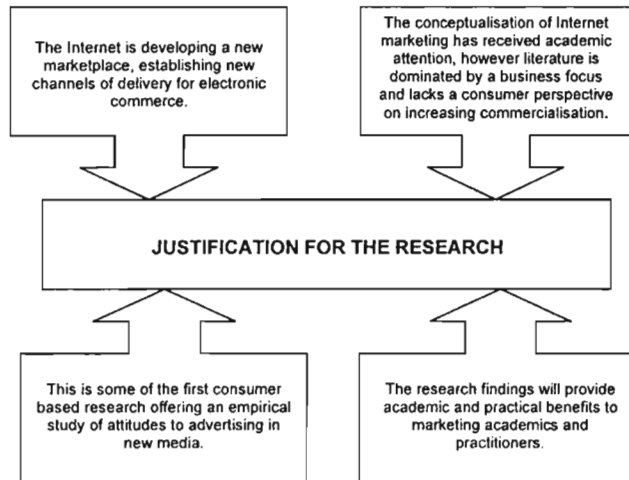 The Internet is developing a new
marketplace, establishing new
channels of delivery for electronic
commerce.
The conceptualisation of Internet
marketing has received academic
attention, however literature is
dominated by a business focus
and lacks a consumer perspective
on increasing commercialisation.
JUSTIFICATION FOR THE RESEARCH
This is some of the first consumer
based research offering an empirical
study of attitudes to advertising in
new media.
The research findings will provide
academic and practical benefits to
marketing academics and
practitioners.